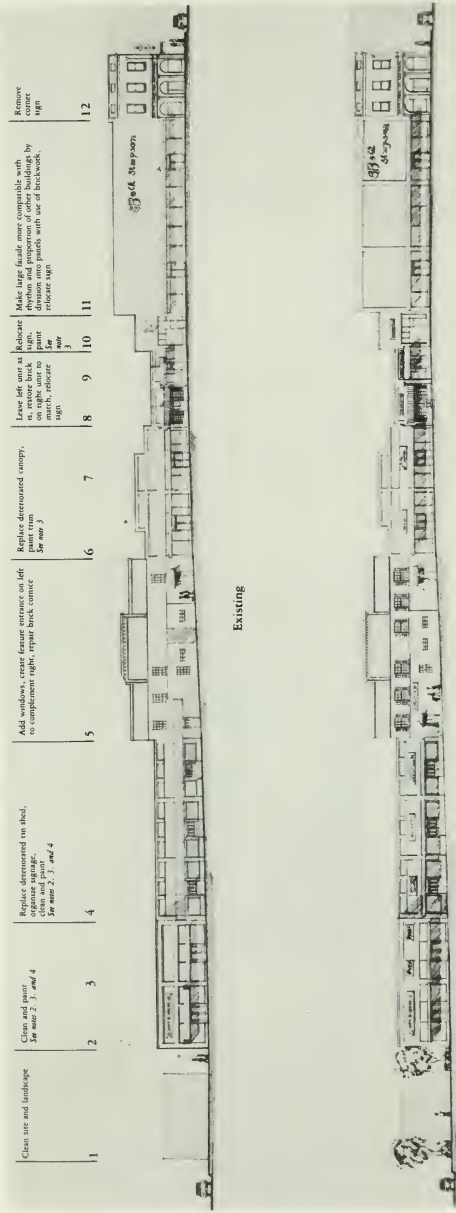 Clean site and landscape
1
Clean and paint
See notes 2, 3, and 4
2 3
Replace deteriorated tin shed,
organize signage,
clean and paint
See notes 2, 3, and 4
4
Add windows, create feature entrance on left
to complement right, repair brick cornice
5
Replace deteriorated canopy,
paint trim
See note 3
6 7
Leave left unit as
is, restore brick
on right unit to
match, relocate
sign
8 9
Relocate
sign,
paint
See
note
3
10
Make large facade more compatible with
rhythm and proportion of other buildings by
division into panels with use of brickwork,
relocate sign
11
Remove
corner
sign
12
Simpson
Existing
Simpson